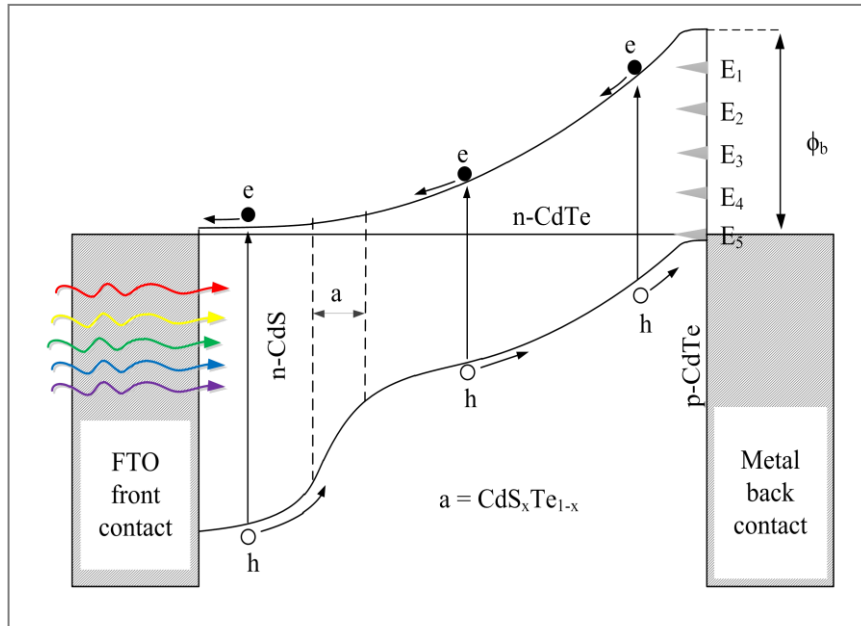 e
E₁
E₂
ϕb
e
E₃
e
E₄
n-CdTe
E₅
a
h
n-CdS
p-CdTe
h
FTO
front
contact
a = CdSₓTe₁₋ₓ
Metal
back
contact
h